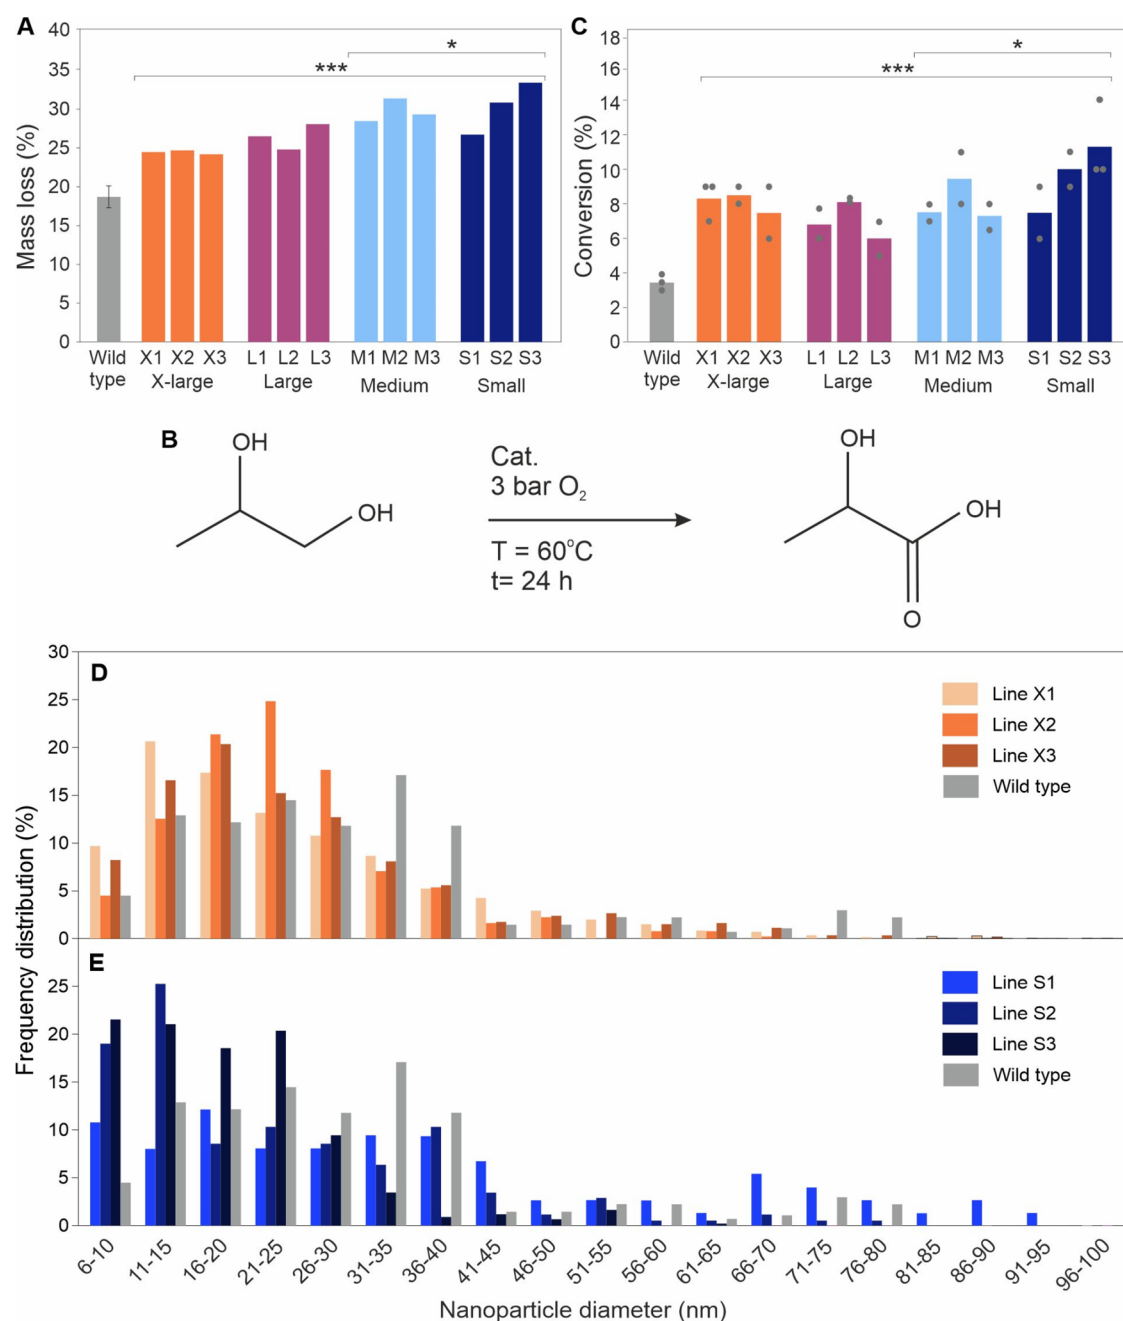 A
40
35
30
25
20
15
10
5
0
Mass loss (%)
*
***
Wild type
X1 X2 X3
X-large
L1 L2 L3
Large
M1 M2 M3
Medium
S1 S2 S3
Small
C
18
16
14
12
10
8
6
4
2
0
Conversion (%)
*
***
Wild type
X1 X2 X3
X-large
L1 L2 L3
Large
M1 M2 M3
Medium
S1 S2 S3
Small
B
OH
OH
Cat.
3 bar O₂
T = 60°C
t= 24 h
OH
OH
O
D
30
25
20
15
10
5
0
Line X1
Line X2
Line X3
Wild type
Frequency distribution (%)
E
25
20
15
10
5
0
Line S1
Line S2
Line S3
Wild type
6-10
11-15
16-20
21-25
26-30
31-35
36-40
41-45
46-50
51-55
56-60
61-65
66-70
71-75
76-80
81-85
86-90
91-95
96-100
Nanoparticle diameter (nm)